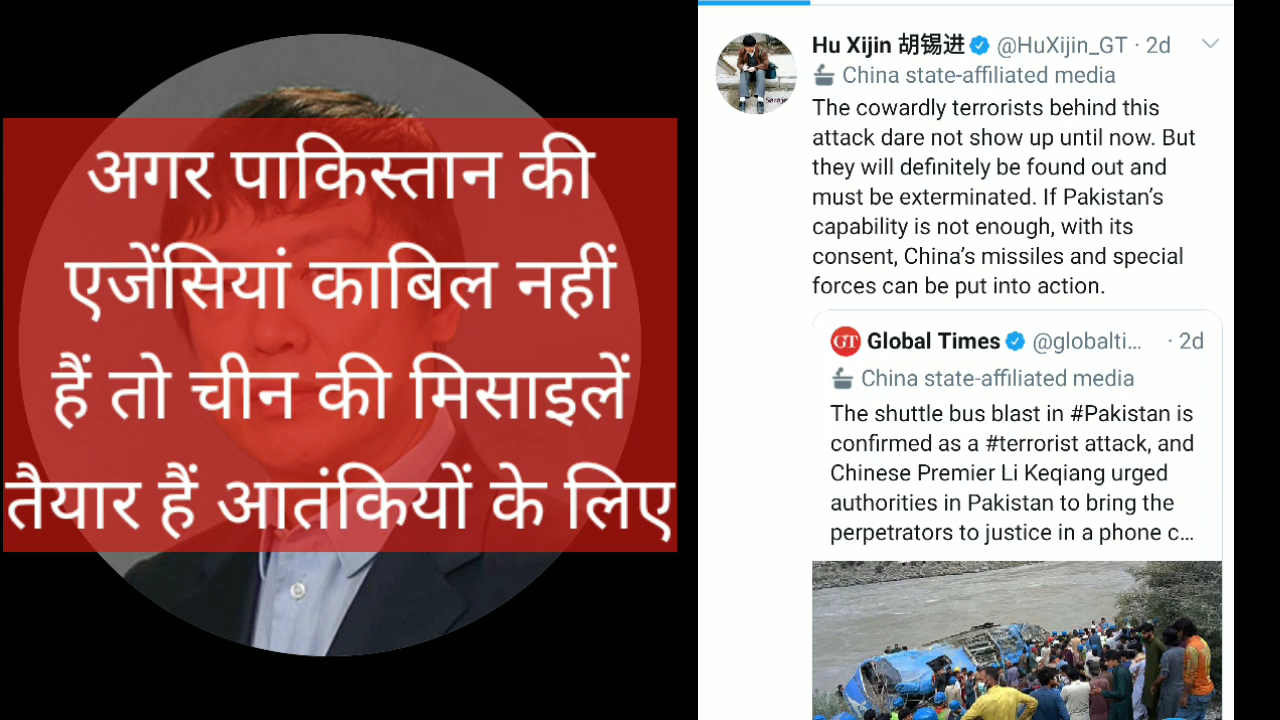 अगर पाकिस्तान की
एजेंसियां काबिल नहीं
हैं तो चीन की मिसाइलें
तैयार हैं आतंकियों के लिए
Hu Xijin 胡锡进 @HuXijin_GT · 2d
China state-affiliated media
The cowardly terrorists behind this
attack dare not show up until now. But
they will definitely be found out and
must be exterminated. If Pakistan’s
capability is not enough, with its
consent, China’s missiles and special
forces can be put into action.
GT Global Times @globalti... · 2d
China state-affiliated media
The shuttle bus blast in #Pakistan is
confirmed as a #terrorist attack, and
Chinese Premier Li Keqiang urged
authorities in Pakistan to bring the
perpetrators to justice in a phone c...